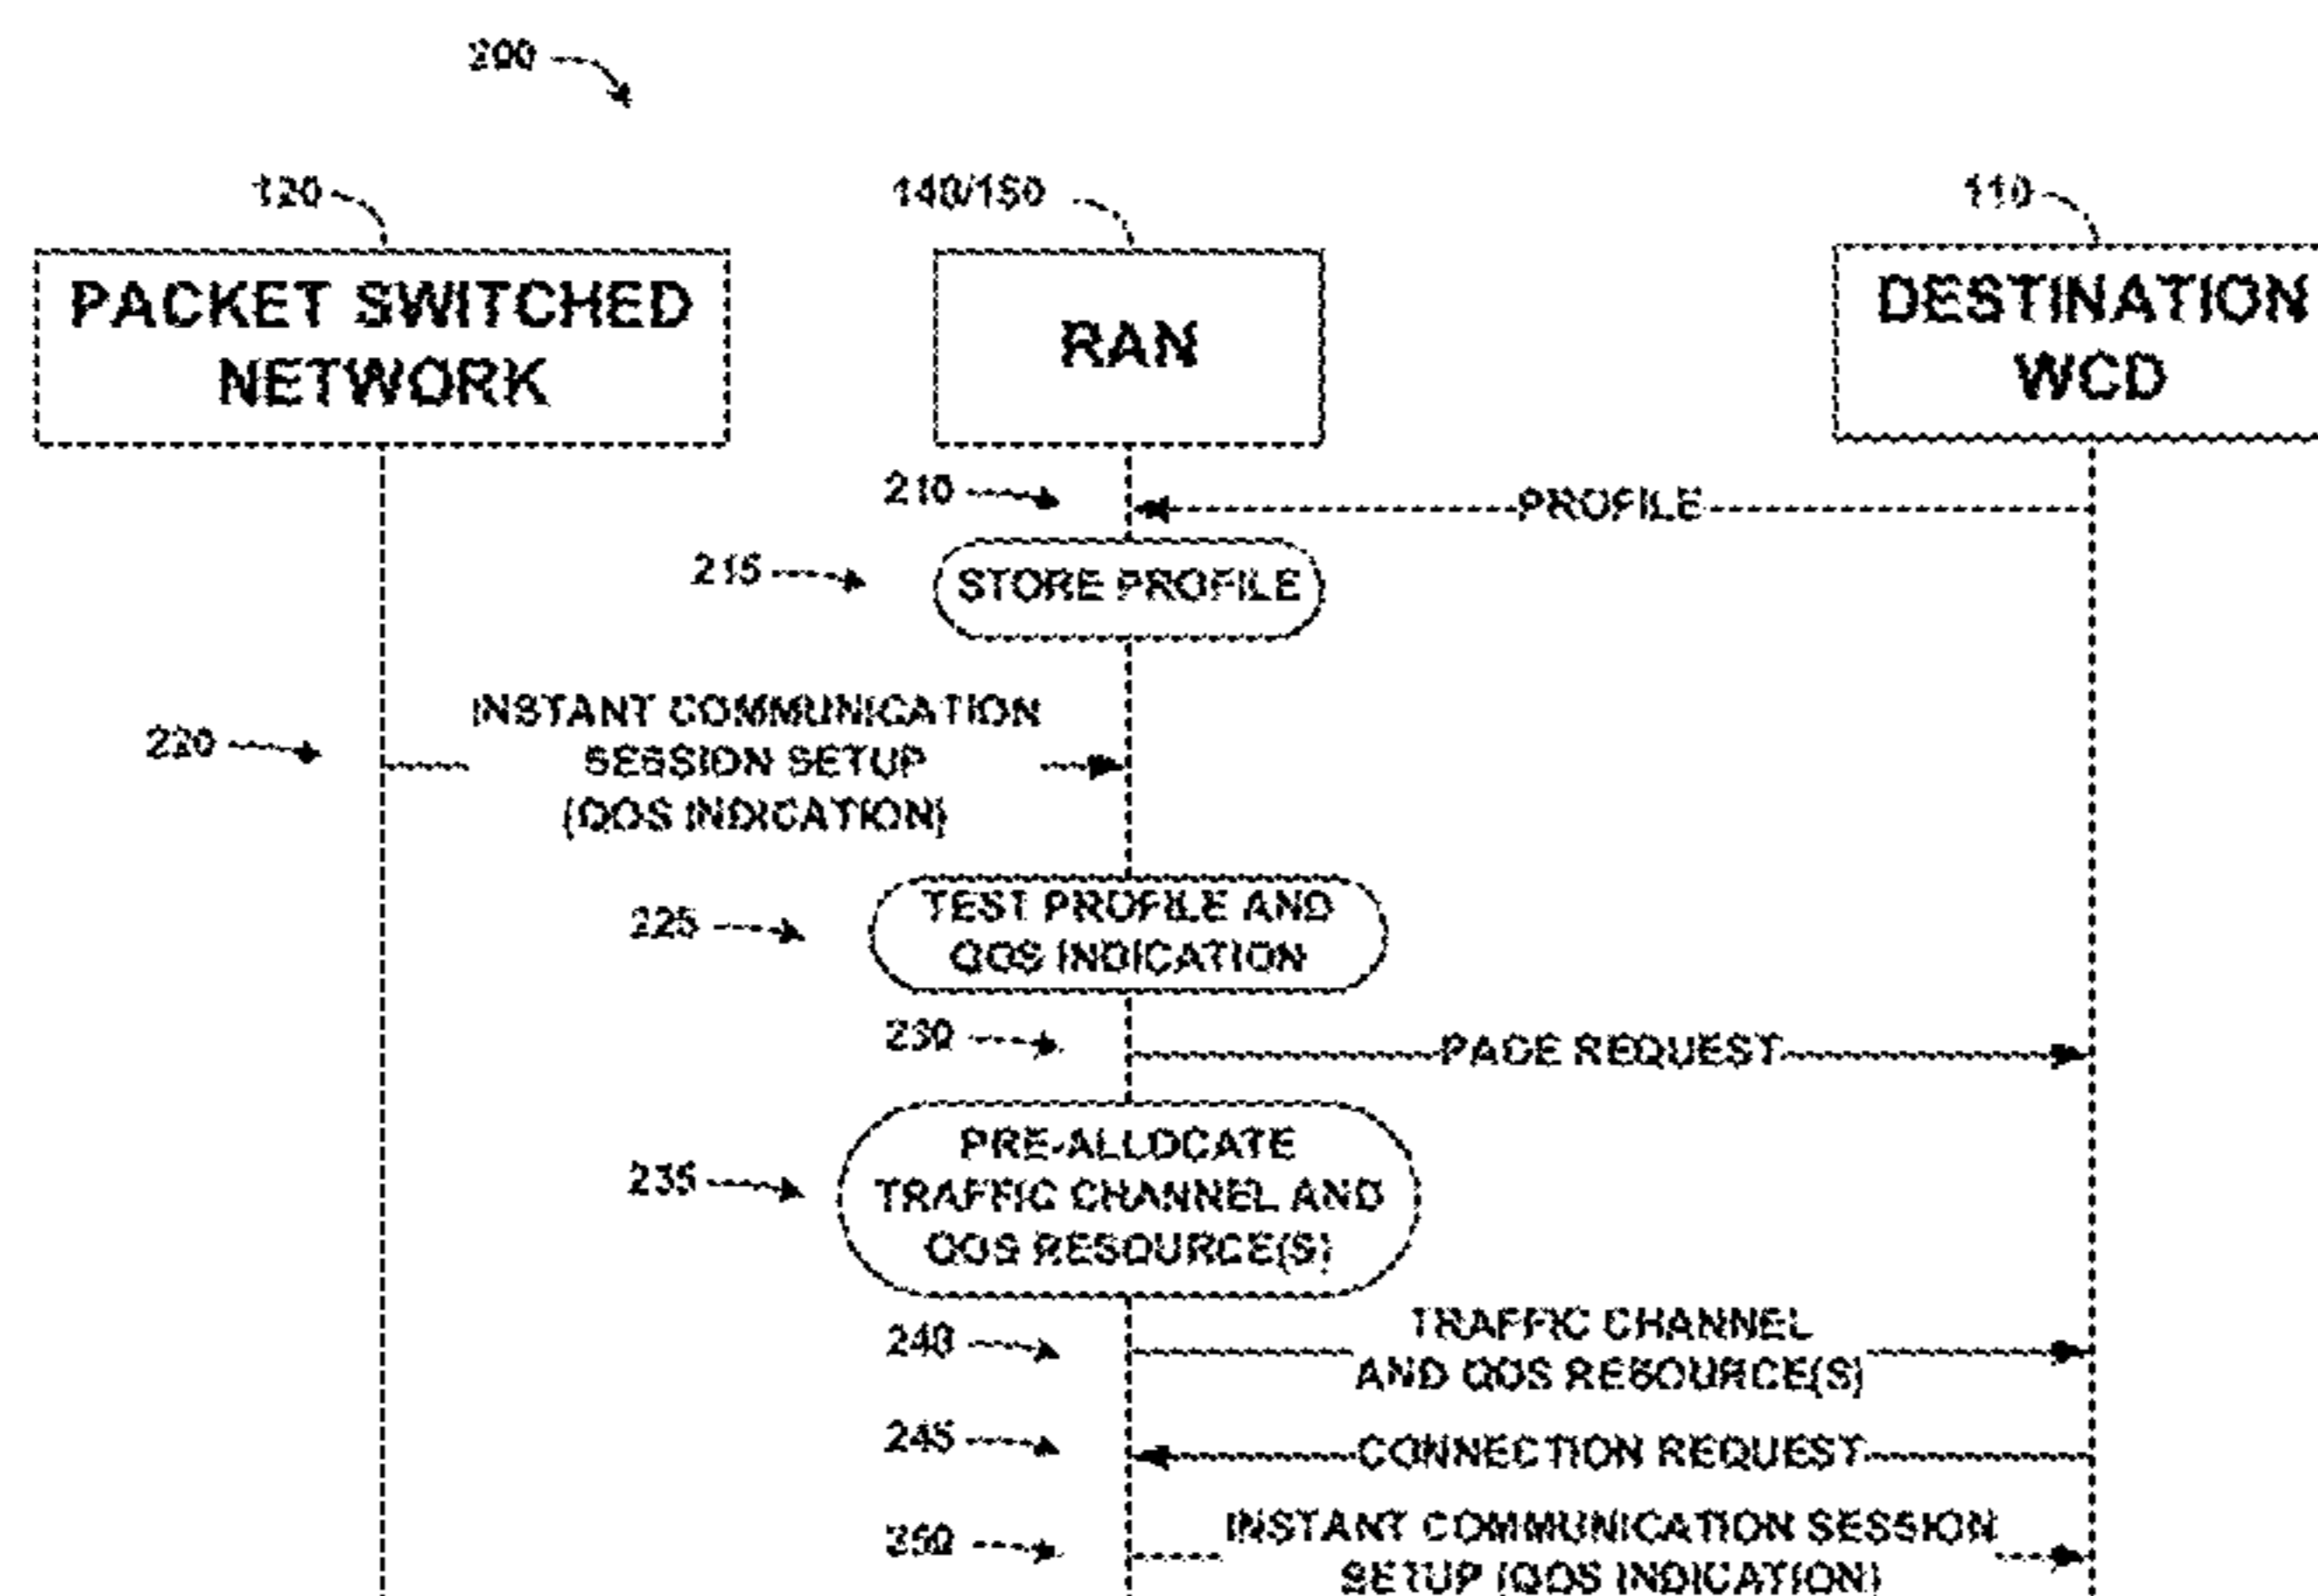 200
120
140/150
110
PACKET SWITCHED
NETWORK
RAN
DESTINATION
WCD
210
PROFILE
215
STORE PROFILE
220
INSTANT COMMUNICATION
SESSION SETUP
(QOS INDICATION)
225
TEST PROFILE AND
QOS INDICATION
230
PAGE REQUEST
235
PRE-ALLOCATE
TRAFFIC CHANNEL AND
QOS RESOURCE(S)
240
TRAFFIC CHANNEL
AND QOS RESOURCE(S)
245
CONNECTION REQUEST
250
INSTANT COMMUNICATION SESSION
SETUP (QOS INDICATION)